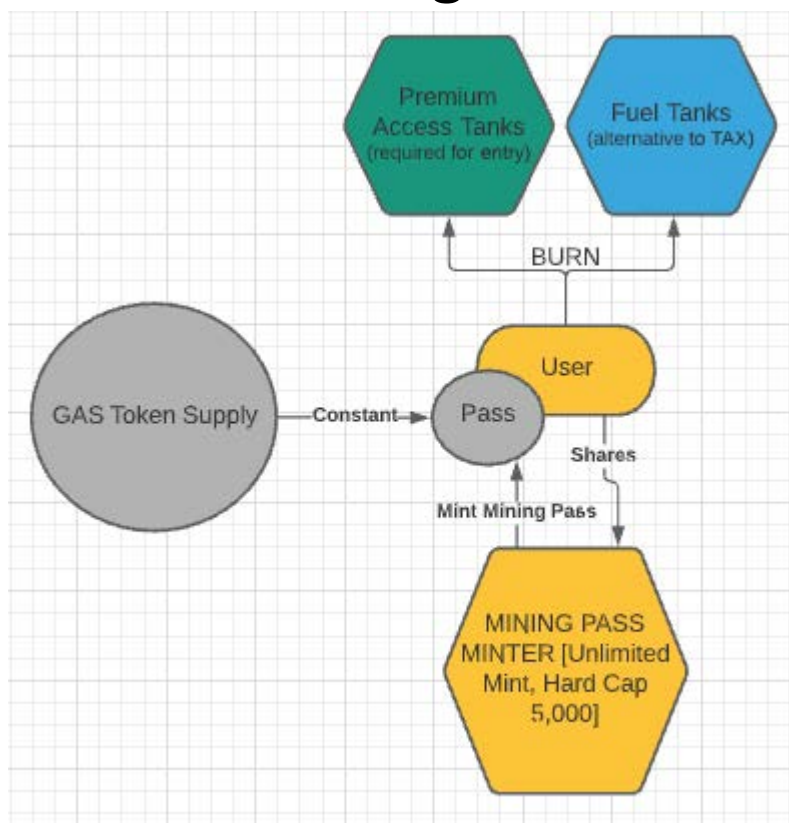 Premium
Access Tanks
(required for entry)
Fuel Tanks
(alternative to TAX)
BURN
User
GAS Token Supply
Constant
Pass
Shares
Mint Mining Pass
MINING PASS
MINTER [Unlimited
Mint, Hard Cap
5,000]